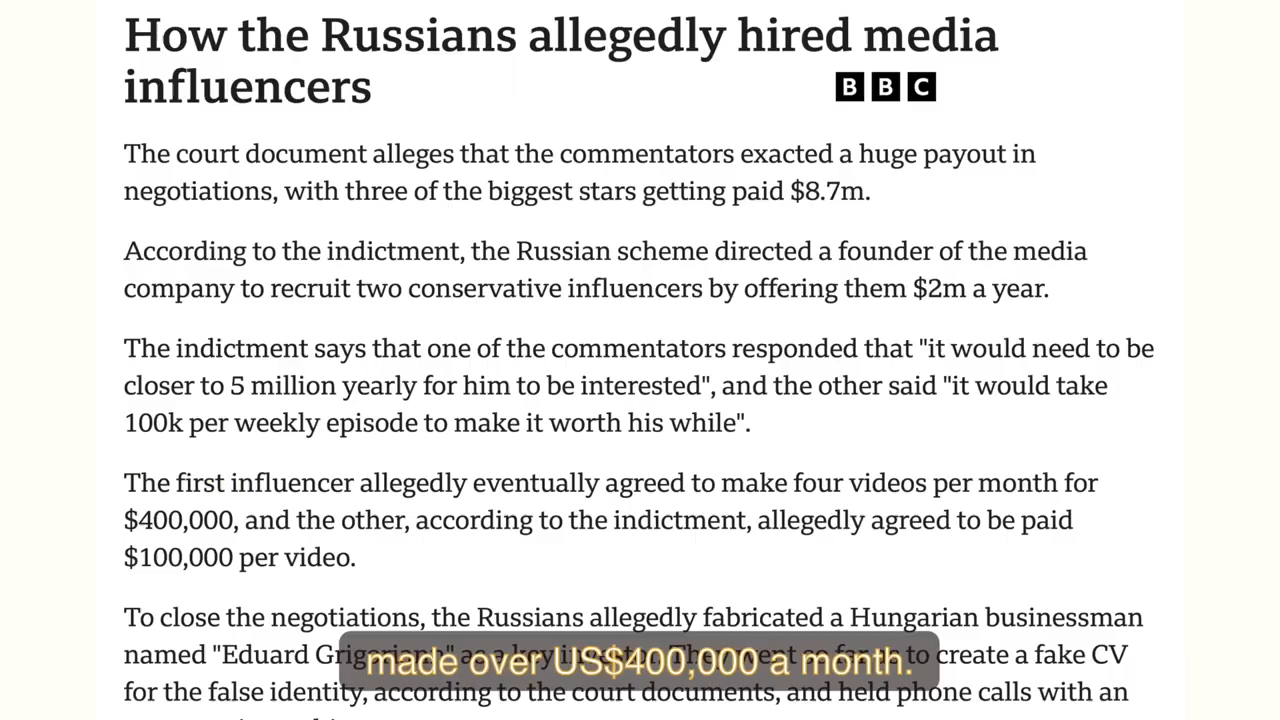 How the Russians allegedly hired media
influencers
BBC
The court document alleges that the commentators exacted a huge payout in
negotiations, with three of the biggest stars getting paid $8.7m.
According to the indictment, the Russian scheme directed a founder of the media
company to recruit two conservative influencers by offering them $2m a year.
The indictment says that one of the commentators responded that "it would need to be
closer to 5 million yearly for him to be interested", and the other said "it would take
100k per weekly episode to make it worth his while".
The first influencer allegedly eventually agreed to make four videos per month for
$400,000, and the other, according to the indictment, allegedly agreed to be paid
$100,000 per video.
To close the negotiations, the Russians allegedly fabricated a Hungarian businessman
named "Eduard to create a fake CV
made over US$400,000 a month.
for the false identity, according to the court documents, and held phone calls with an